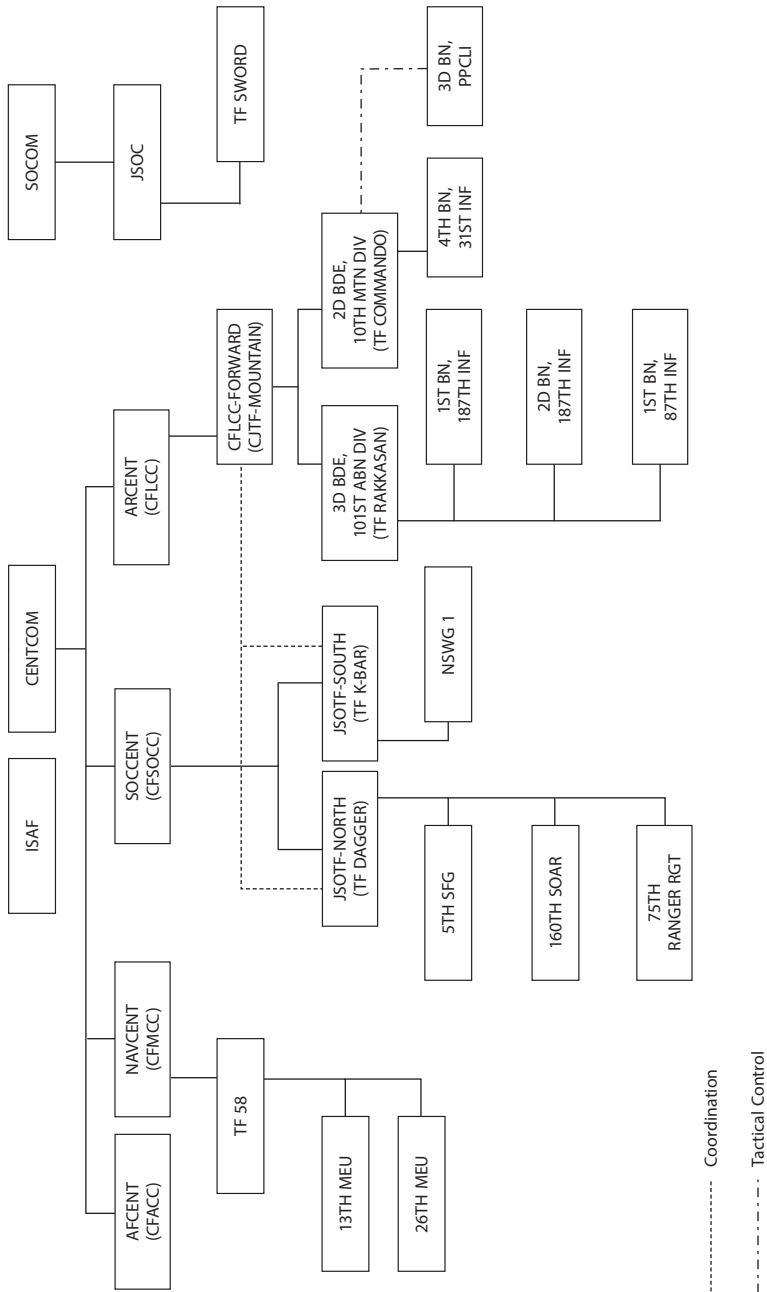 ISAF
CENTCOM
SOCOM
AFCENT
(CFACC)
NAVCENT
(CFMCC)
SOCCENT
(CFSOCC)
ARCENT
(CFLCC)
JSOC
TF 58
CFLCC-FORWARD
(CJTF-MOUNTAIN)
TF SWORD
13TH MEU
26TH MEU
JSOTF-NORTH
(TF DAGGER)
JSOTF-SOUTH
(TF K-BAR)
3D BDE,
101ST ABN DIV
(TF RAKKASAN)
2D BDE,
10TH MTN DIV
(TF COMMANDO)
5TH SFG
160TH SOAR
75TH
RANGER RGT
NSWG 1
1ST BN,
187TH INF
2D BN,
187TH INF
1ST BN,
87TH INF
4TH BN,
31ST INF
3D BN,
PPCLI
Coordination
Tactical Control